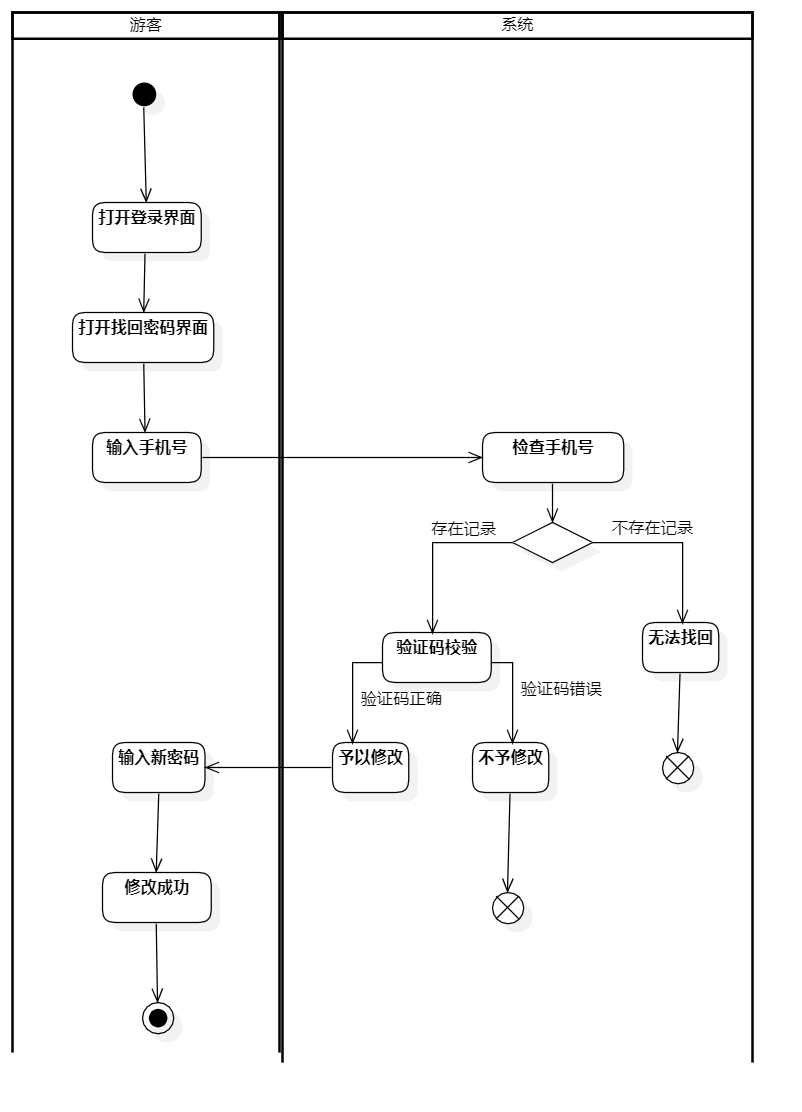 游客
系统
打开登录界面
打开找回密码界面
输入手机号
检查手机号
存在记录
不存在记录
验证码校验
无法找回
验证码正确
验证码错误
输入新密码
予以修改
不予修改
修改成功